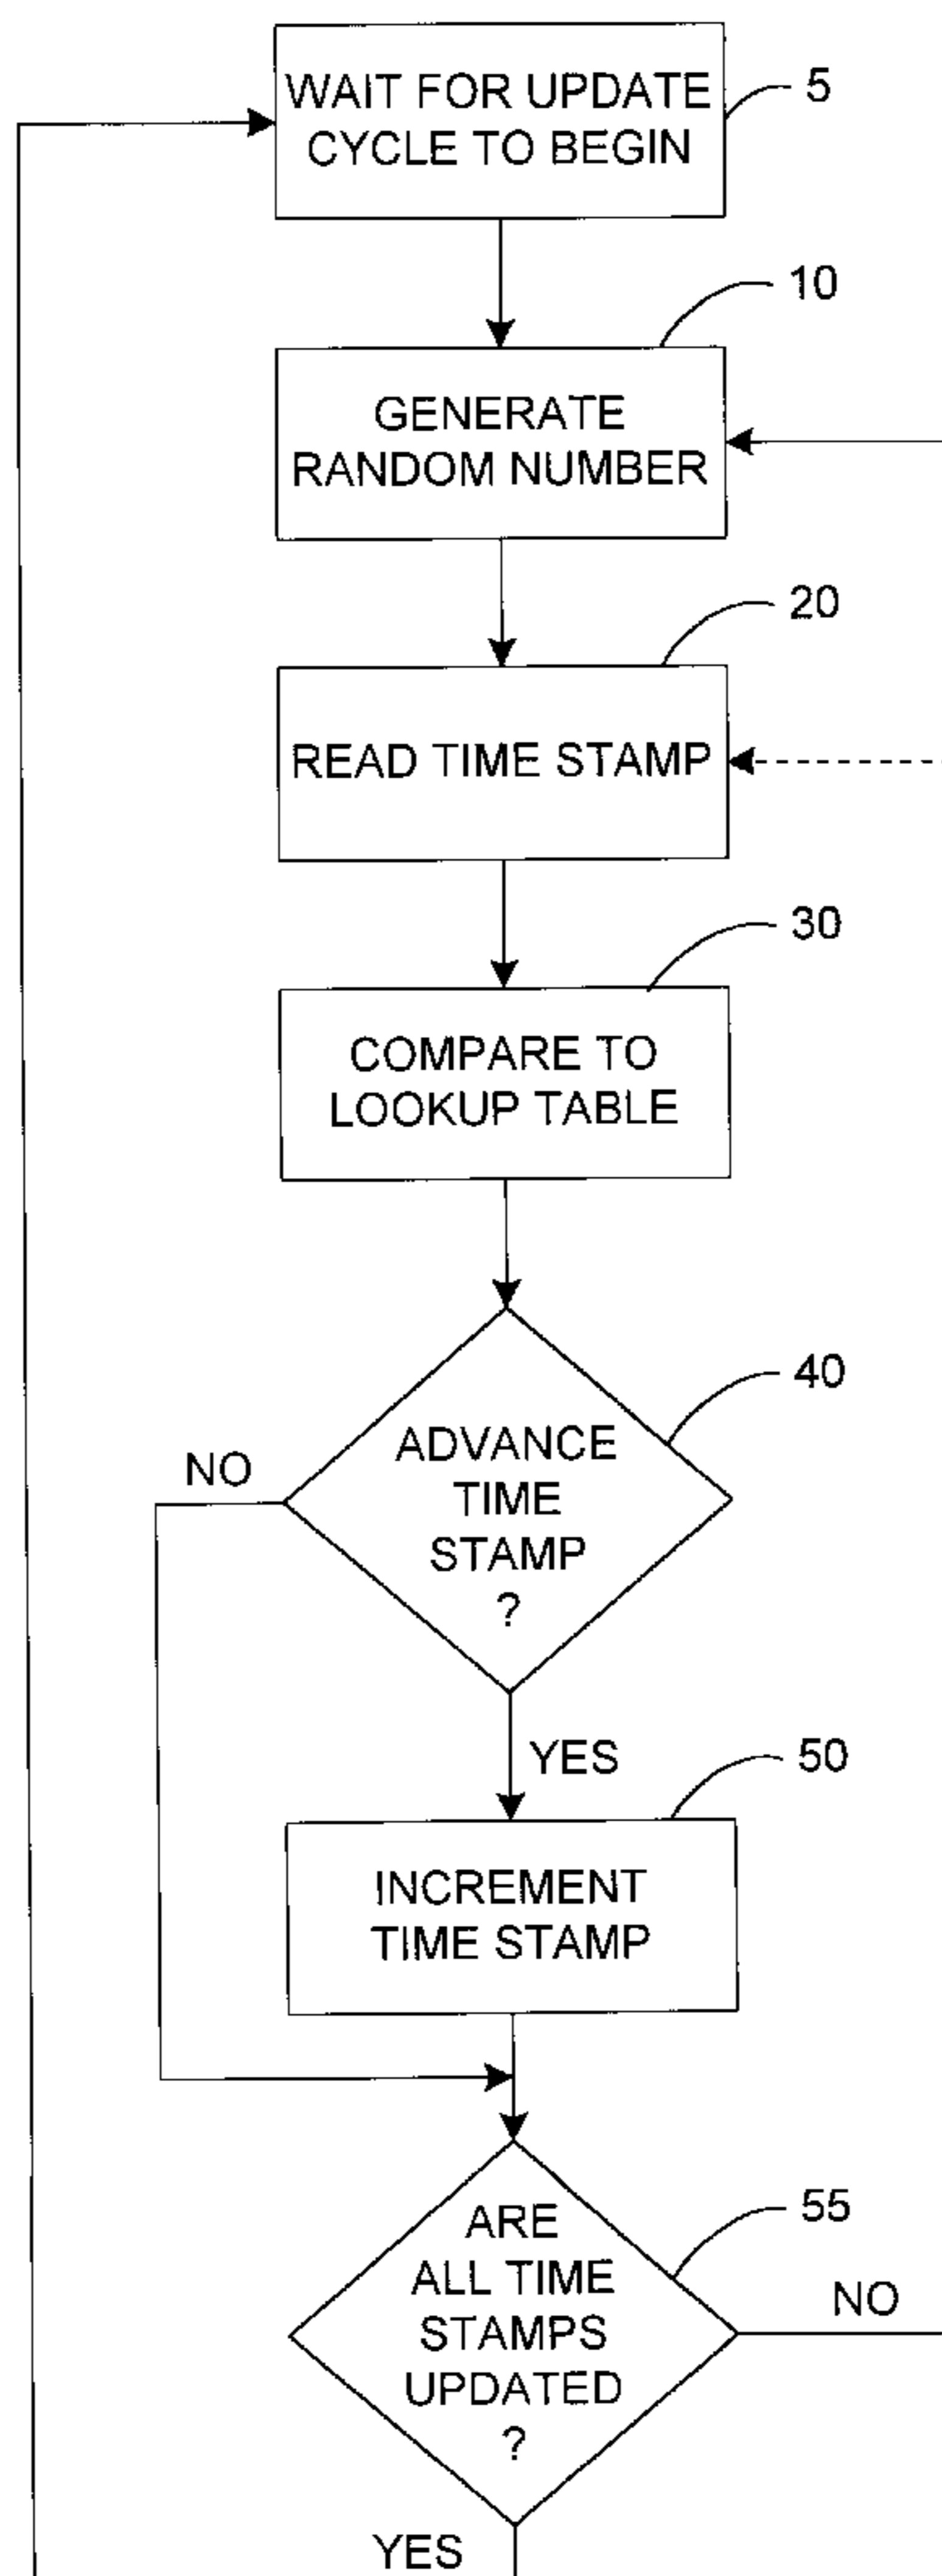 WAIT FOR UPDATE
CYCLE TO BEGIN
5
10
GENERATE
RANDOM NUMBER
20
READ TIME STAMP
30
COMPARE TO
LOOKUP TABLE
40
ADVANCE
TIME
STAMP
?
NO
YES
50
INCREMENT
TIME STAMP
55
ARE
ALL TIME
STAMPS
UPDATED
?
NO
YES